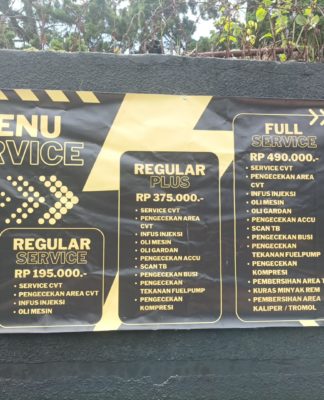 MENU
SERVICE
REGULAR
SERVICE
RP 195.000.-
• SERVICE CVT
• PENGECEKAN AREA CVT
• INFUS INJEKSI
• OLI MESIN
REGULAR
PLUS
RP 375.000.-
• SERVICE CVT
• PENGECEKAN AREA
CVT
• INFUS INJEKSI
• OLI MESIN
• OLI GARDAN
• PENGECEKAN ACCU
• SCAN TB
• PENGECEKAN BUSI
• PENGECEKAN
TEKANAN FUELPUMP
• PENGECEKAN
KOMPRESI
FULL
SERVICE
RP 490.000.-
• SERVICE CVT
• PENGECEKAN AREA
CVT
• INFUS INJEKSI
• OLI MESIN
• OLI GARDAN
• PENGECEKAN ACCU
• SCAN TB
• PENGECEKAN BUSI
• PENGECEKAN
TEKANAN FUELPUMP
• PENGECEKAN
KOMPRESI
• PEMBERSIHAN AREA T
• KURAS MINYAK REM
• PEMBERSIHAN AREA
KALIPER / TROMOL